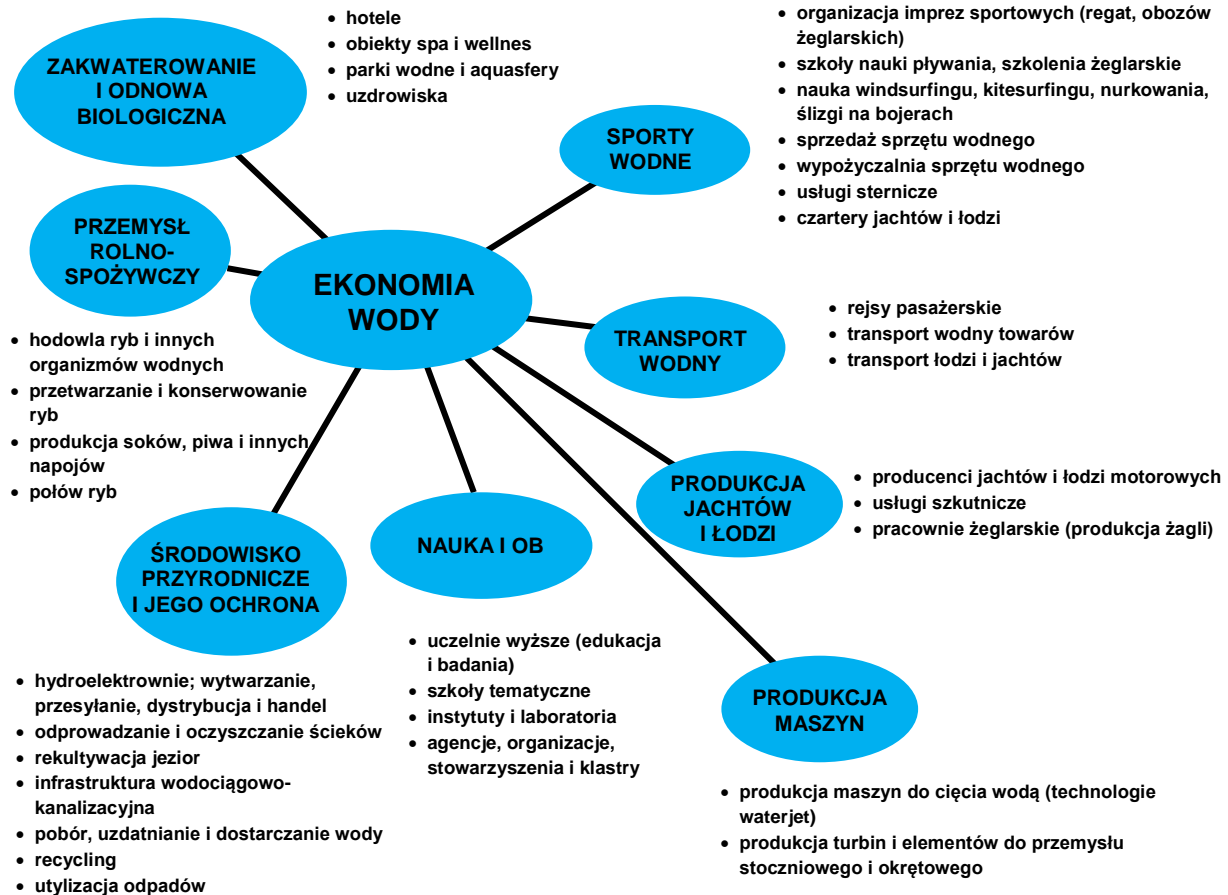 EKONOMIA
WODY
ZAKWATEROWANIE
I ODNOWA
BIOLOGICZNA
• hotele
• obiekty spa i wellnes
• parki wodne i aquasfery
• uzdrowiska
SPORTY
WODNE
• organizacja imprez sportowych (regat, obozów
żeglarskich)
• szkoły nauki pływania, szkolenia żeglarskie
• nauka windsurfingu, kitesurfingu, nurkowania,
ślizgi na bojerach
• sprzedaż sprzętu wodnego
• wypożyczalnia sprzętu wodnego
• usługi sternicze
• czartery jachtów i łodzi
PRZEMYSŁ
ROLNO-
SPOŻYWCZY
• hodowla ryb i innych
organizmów wodnych
• przetwarzanie i konserwowanie
ryb
• produkcja soków, piwa i innych
napojów
• połów ryb
TRANSPORT
WODNY
• rejsy pasażerskie
• transport wodny towarów
• transport łodzi i jachtów
PRODUKCJA
JACHTÓW
I ŁODZI
• producenci jachtów i łodzi motorowych
• usługi szkutnicze
• pracownie żeglarskie (produkcja żagli)
ŚRODOWISKO
PRZYRODNICZE
I JEGO OCHRONA
• hydroelektrownie; wytwarzanie,
przesyłanie, dystrybucja i handel
• odprowadzanie i oczyszczanie ścieków
• rekultywacja jezior
• infrastruktura wodociągowo-
kanalizacyjna
• pobór, uzdatnianie i dostarczanie wody
• recycling
• utylizacja odpadów
NAUKA I OB
• uczelnie wyższe (edukacja
i badania)
• szkoły tematyczne
• instytuty i laboratoria
• agencje, organizacje,
stowarzyszenia i klastry
PRODUKCJA
MASZYN
• produkcja maszyn do cięcia wodą (technologie
waterjet)
• produkcja turbin i elementów do przemysłu
stoczniowego i okrętowego